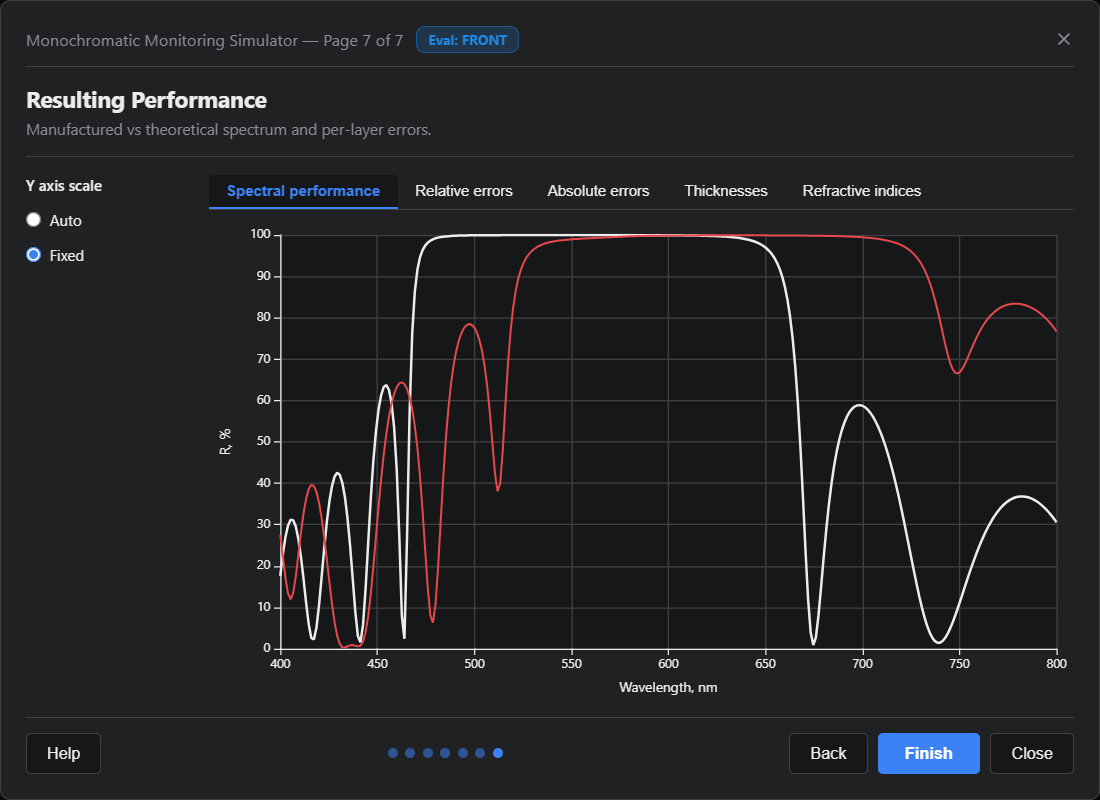 Monochromatic Monitoring Simulator — Page 7 of 7 Eval: FRONT
Resulting Performance
Manufactured vs theoretical spectrum and per-layer errors.
Y axis scale
Auto
Fixed
Spectral performance Relative errors Absolute errors Thicknesses Refractive indices
100
90
80
70
60
50
40
30
20
10
0
R, %
400 450 500 550 600 650 700 750 800
Wavelength, nm
Help Back Finish Close